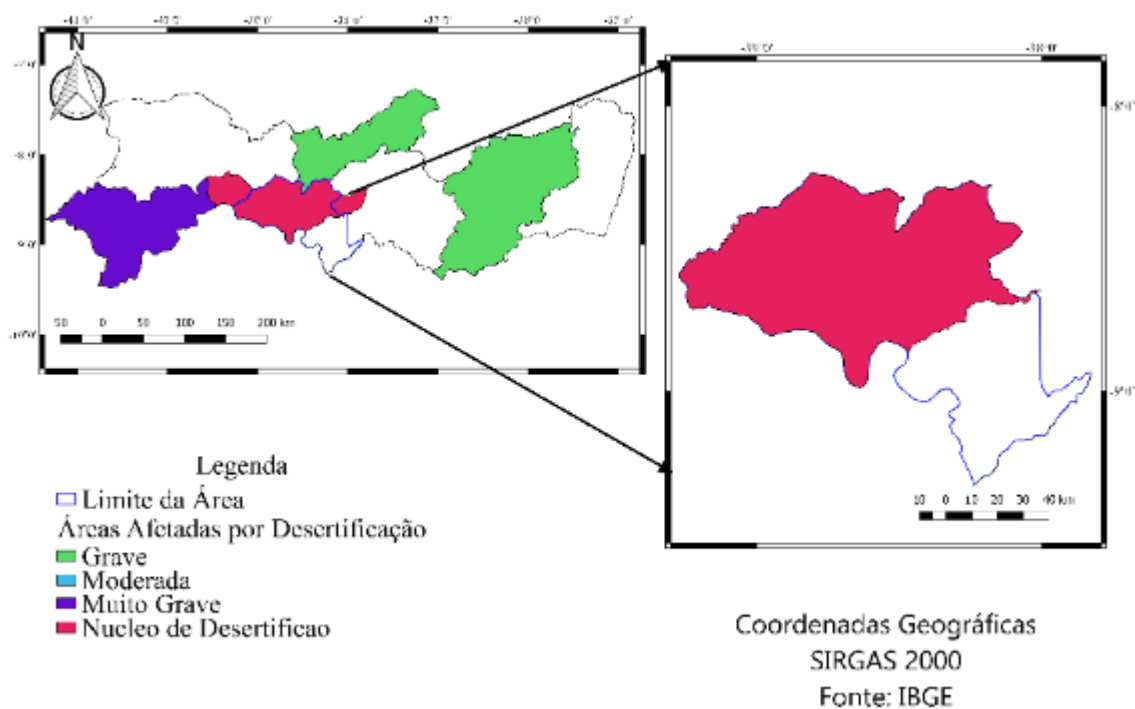 N
50 0 50 100 150 200 km
10 0 10 20 30 40 km
Legenda
Limite da Área
Áreas Afetadas por Desertificação
Grave
Moderada
Muito Grave
Nucleo de Desertificao
Coordenadas Geográficas
SIRGAS 2000
Fonte: IBGE